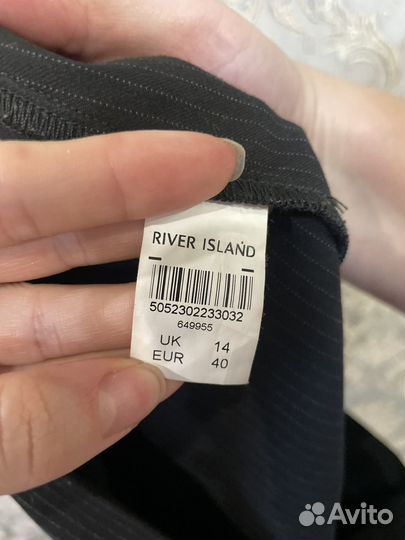 RIVER ISLAND
5052302233032
649955
UK 14
EUR 40
Avito